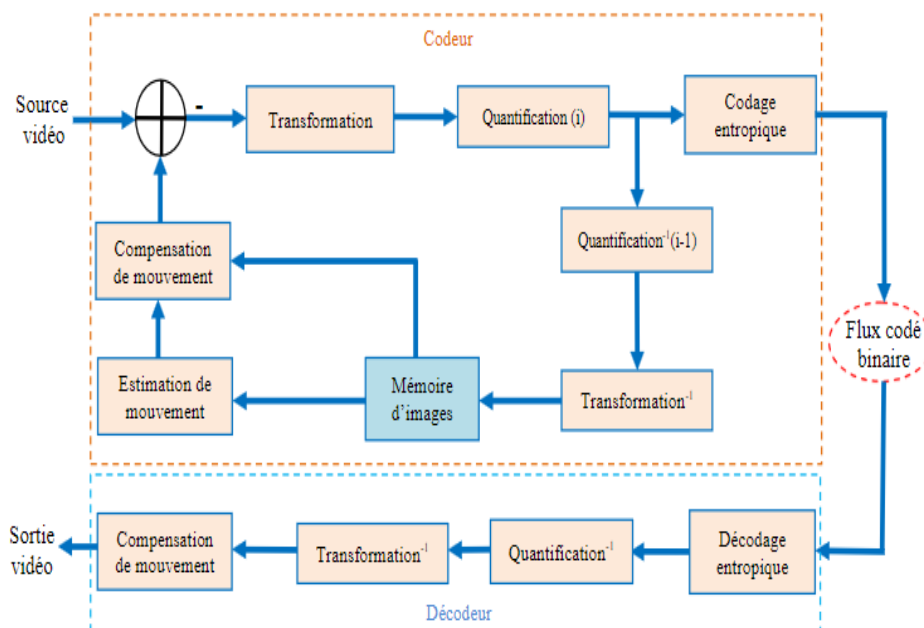 Codeur
Source
vidéo
-
Transformation
Quantification (i)
Codage
entropique
Compensation
de mouvement
Quantification⁻¹(i-1)
Flux codé
binaire
Estimation de
mouvement
Mémoire
d'images
Transformation⁻¹
Sortie
vidéo
Compensation
de mouvement
Transformation⁻¹
Quantification⁻¹
Décodage
entropique
Décodeur